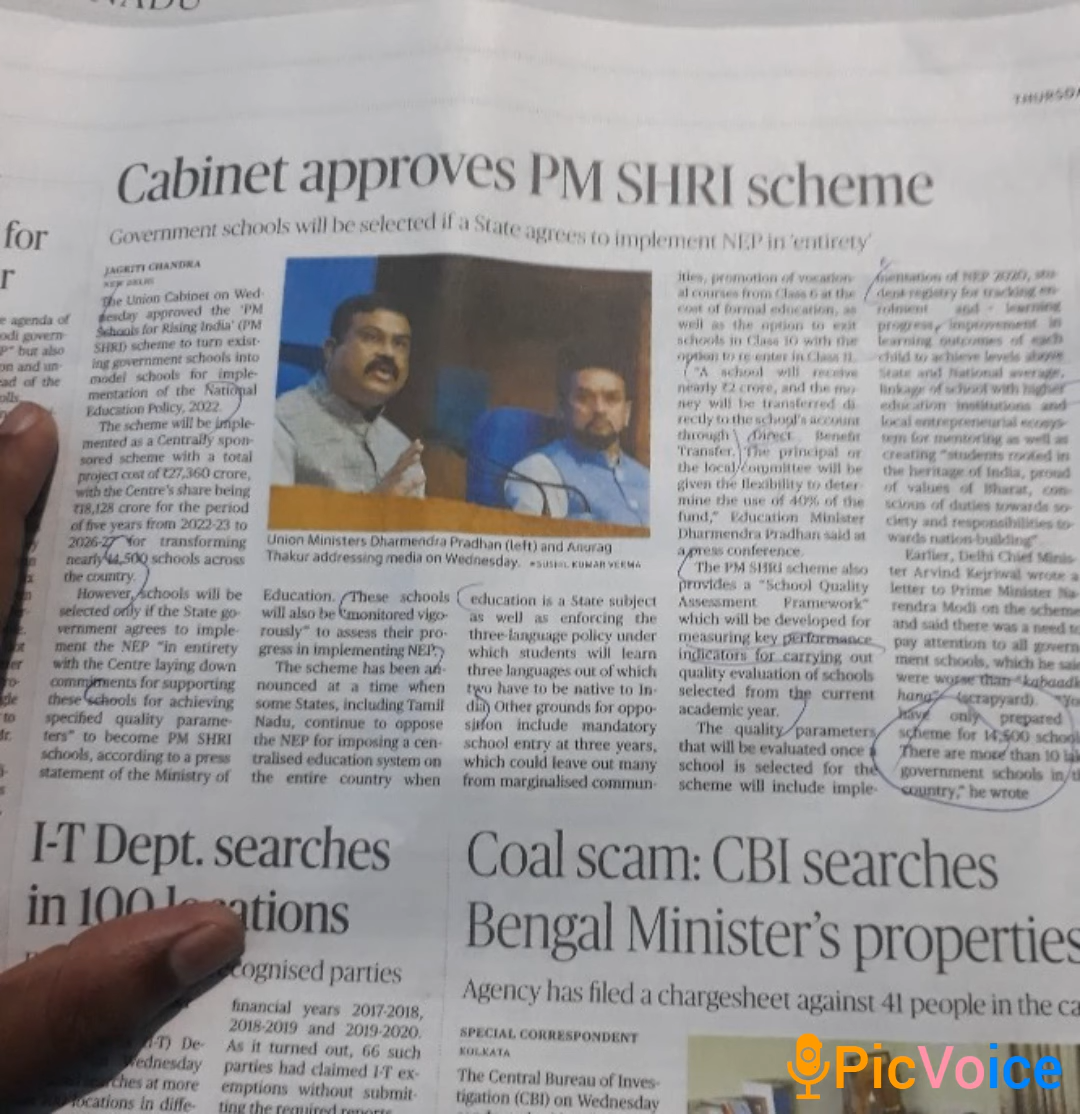 NADU
THURSDA
Cabinet approves PM SHRI scheme
Government schools will be selected if a State agrees to implement NEP in 'entirety'
JAGRITI CHANDRA
NEW DELHI
The Union Cabinet on Wed-
nesday approved the 'PM
Schools for Rising India' (PM
SHRI) scheme to turn exist-
ing government schools into
model schools for imple-
mentation of the National
Education Policy, 2022.
The scheme will be imple-
mented as a Centrally spon-
sored scheme with a total
project cost of ₹27,360 crore,
with the Centre's share being
₹18,128 crore for the period
of five years from 2022-23 to
2026-27 for transforming
nearly 14,500 schools across
the country.
However, schools will be
selected only if the State go-
vernment agrees to imple-
ment the NEP "in entirety
with the Centre laying down
commitments for supporting
these schools for achieving
specified quality parame-
ters" to become PM SHRI
schools, according to a press
statement of the Ministry of
Union Ministers Dharmendra Pradhan (left) and Anurag
Thakur addressing media on Wednesday. •SUSHIL KUMAR VERMA
Education. These schools
will also be "monitored vigo-
rously" to assess their pro-
gress in implementing NEP.
The scheme has been an-
nounced at a time when
some States, including Tamil
Nadu, continue to oppose
the NEP for imposing a cen-
tralised education system on
the entire country when
education is a State subject
as well as enforcing the
three-language policy under
which students will learn
three languages out of which
two have to be native to In-
dia. Other grounds for oppo-
sition include mandatory
school entry at three years,
which could leave out many
from marginalised commun-
ities, promotion of vocation-
al courses from Class 6 at the
cost of formal education, as
well as the option to exit
schools in Class 10 with the
option to re-enter in Class 11.
"A school will receive
nearly ₹2 crore, and the mo-
ney will be transferred di-
rectly to the school's account
through Direct Benefit
Transfer. The principal or
the local committee will be
given the flexibility to deter-
mine the use of 40% of the
fund," Education Minister
Dharmendra Pradhan said at
a press conference.
The PM SHRI scheme also
provides a "School Quality
Assessment Framework"
which will be developed for
measuring key performance
indicators for carrying out
quality evaluation of schools
selected from the current
academic year.
The quality parameters
that will be evaluated once a
school is selected for the
scheme will include imple-
mentation of NEP 2020, stu-
dent registry for tracking en-
rolment and learning
progress, improvement in
learning outcomes of each
child to achieve levels above
State and National average,
linkage of school with higher
education institutions and
local entrepreneurial ecosys-
tem for mentoring as well as
creating "students rooted in
the heritage of India, proud
of values of Bharat, con-
scious of duties towards so-
ciety and responsibilities to-
wards nation-building".
Earlier, Delhi Chief Minis-
ter Arvind Kejriwal wrote a
letter to Prime Minister Na-
rendra Modi on the scheme
and said there was a need to
pay attention to all govern
ment schools, which he said
were worse than "kabaadi
hana" (scrapyard). "You
have only prepared
scheme for 14,500 school
There are more than 10 la
government schools in t
country," he wrote
for
r
e agenda of
odi govern-
P" but also
on and un-
ad of the
olls.
I-T Dept. searches
in 100 locations
recognised parties
financial years 2017-2018,
2018-2019 and 2019-2020.
As it turned out, 66 such
parties had claimed I-T ex-
emptions without submit-
ting the required reports
(I-T) De-
Wednesday
ches at more
locations in diffe-
Coal scam: CBI searches
Bengal Minister's properties
Agency has filed a chargesheet against 41 people in the ca
SPECIAL CORRESPONDENT
KOLKATA
The Central Bureau of Inves-
tigation (CBI) on Wednesday
PicVoice